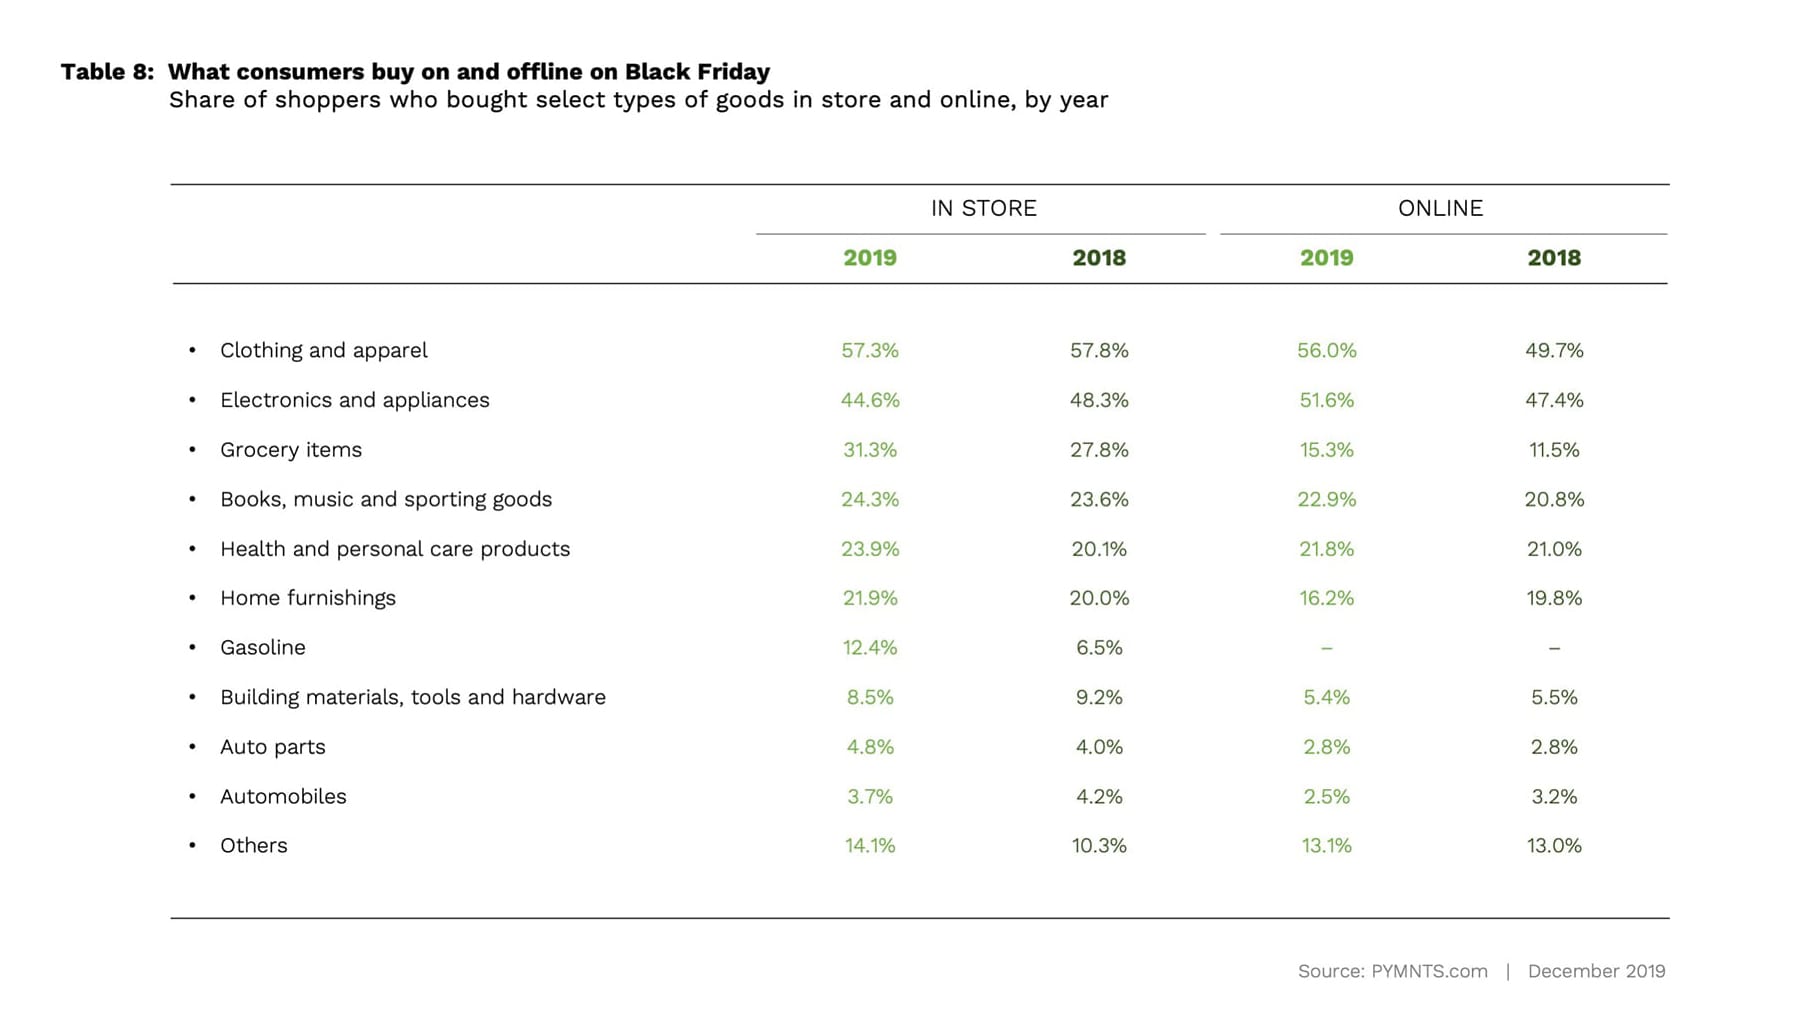 Table 8: What consumers buy on and offline on Black Friday
Share of shoppers who bought select types of goods in store and online, by year
IN STORE ONLINE
2019 2018 2019 2018
• Clothing and apparel 57.3% 57.8% 56.0% 49.7%
• Electronics and appliances 44.6% 48.3% 51.6% 47.4%
• Grocery items 31.3% 27.8% 15.3% 11.5%
• Books, music and sporting goods 24.3% 23.6% 22.9% 20.8%
• Health and personal care products 23.9% 20.1% 21.8% 21.0%
• Home furnishings 21.9% 20.0% 16.2% 19.8%
• Gasoline 12.4% 6.5% – –
• Building materials, tools and hardware 8.5% 9.2% 5.4% 5.5%
• Auto parts 4.8% 4.0% 2.8% 2.8%
• Automobiles 3.7% 4.2% 2.5% 3.2%
• Others 14.1% 10.3% 13.1% 13.0%
Source: PYMNTS.com | December 2019